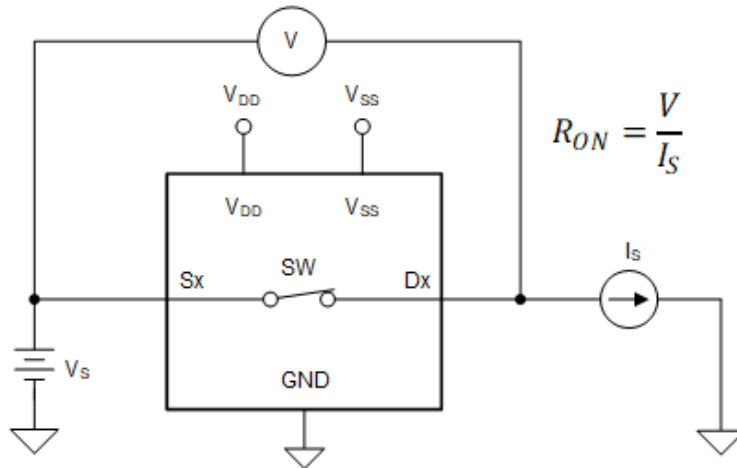 V
VDD
VSS
RON = V/IS
VDD
VSS
IS
Sx
SW
Dx
VS
GND